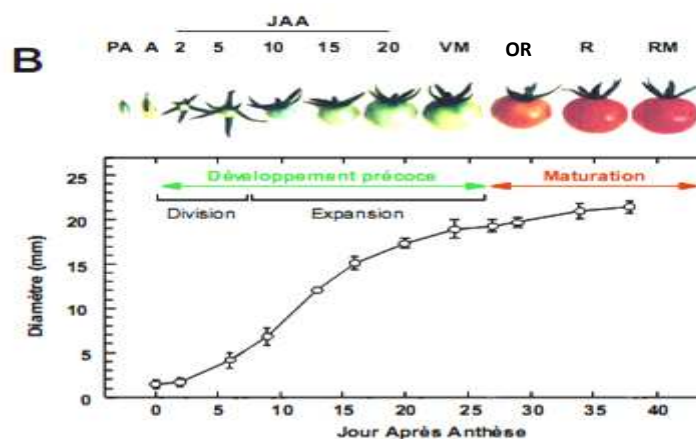 JAA
PA A 2 5 10 15 20 VM OR R RM
B
Développement précoce Maturation
Division Expansion
25
20
15
10
5
0
Diamètre (mm)
0 5 10 15 20 25 30 35 40
Jour Après Anthèse